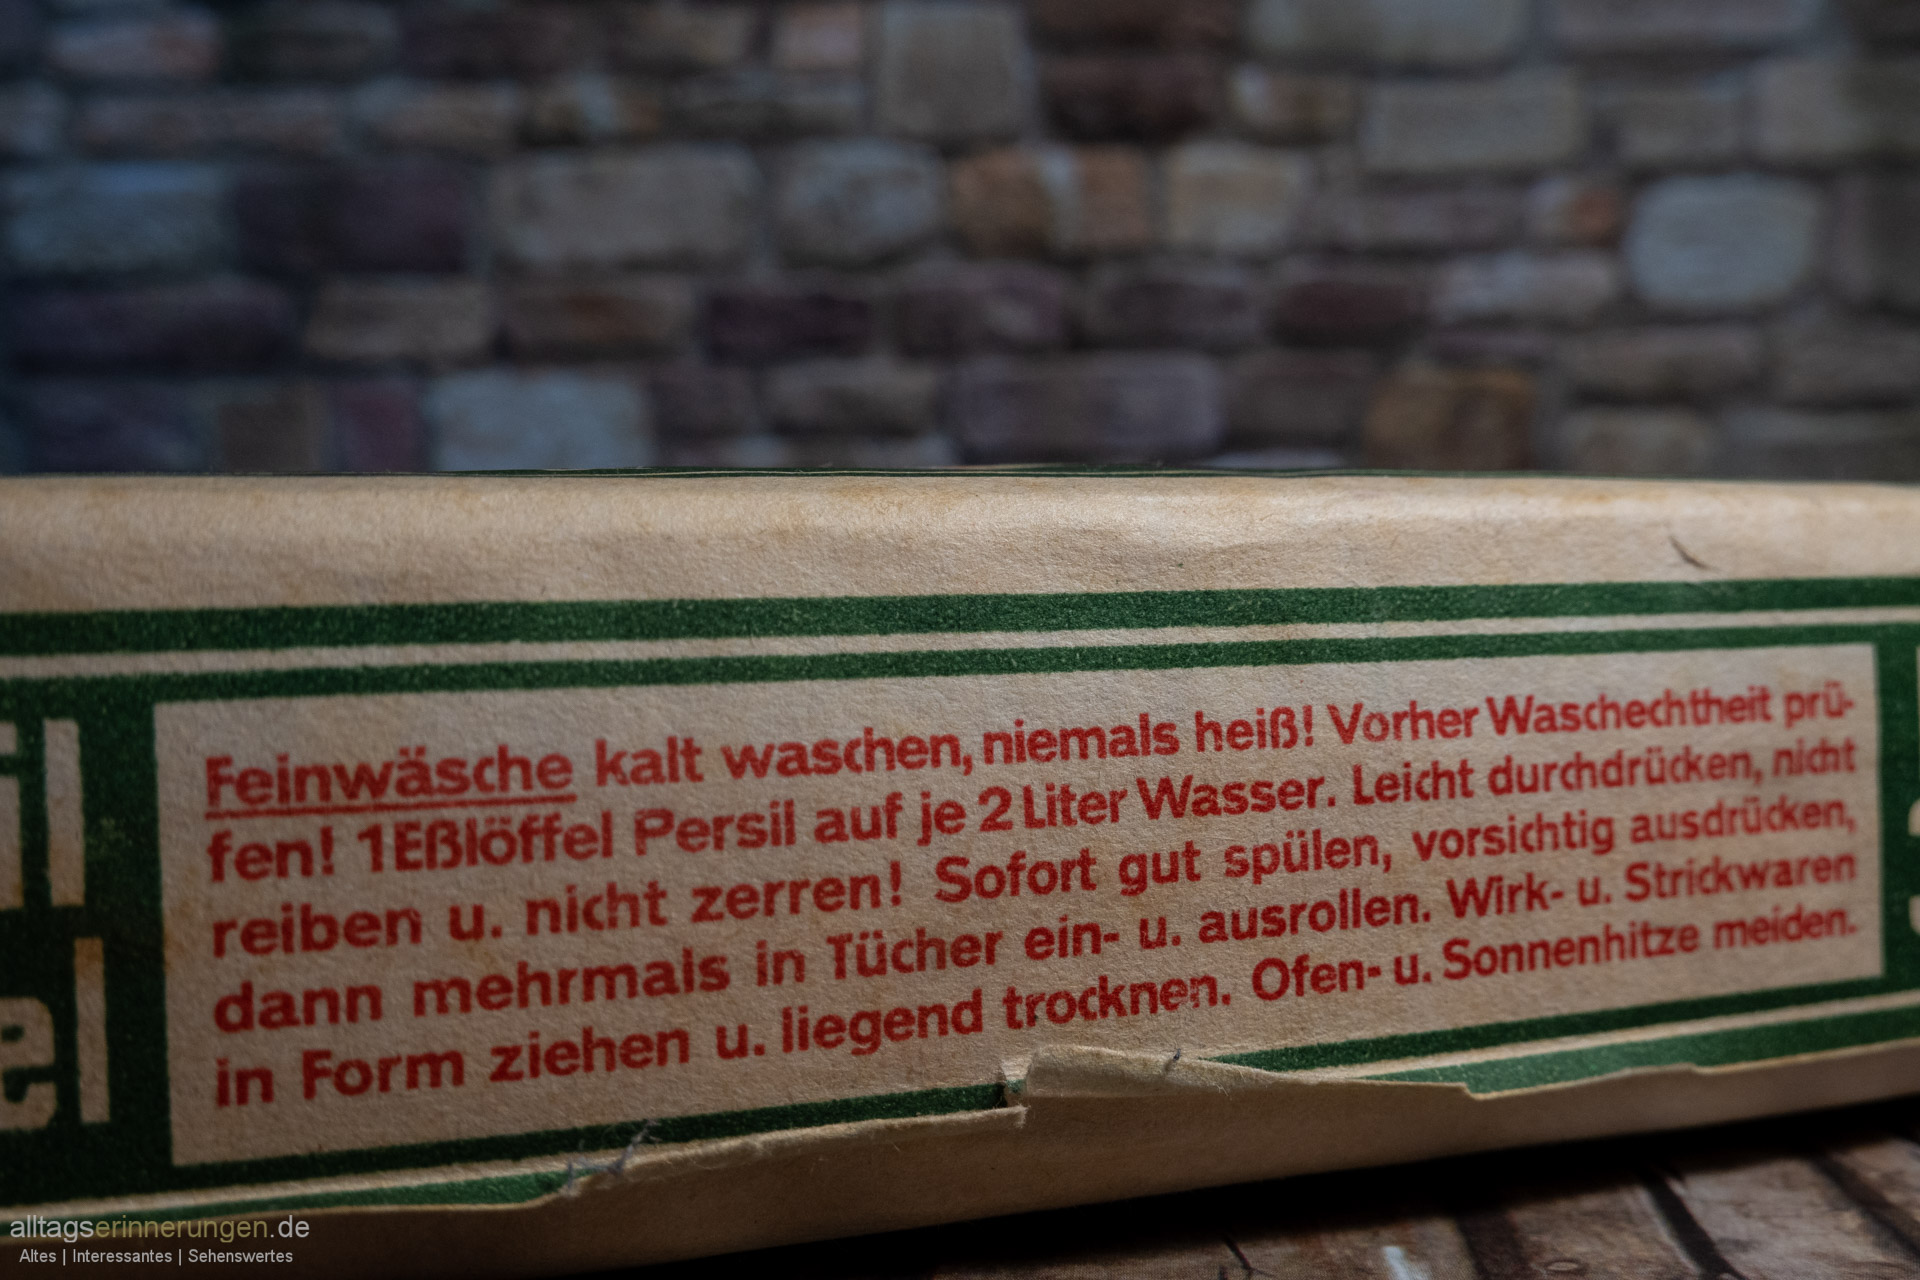 Feinwäsche kalt waschen, niemals heiß! Vorher Waschechtheit prü-
fen! 1 Eßlöffel Persil auf je 2 Liter Wasser. Leicht durchdrücken, nicht
reiben u. nicht zerren! Sofort gut spülen, vorsichtig ausdrücken,
dann mehrmals in Tücher ein- u. ausrollen. Wirk- u. Strickwaren
in Form ziehen u. liegend trocknen. Ofen- u. Sonnenhitze meiden.
alltagserinnerungen.de
Altes | Interessantes | Sehenswertes